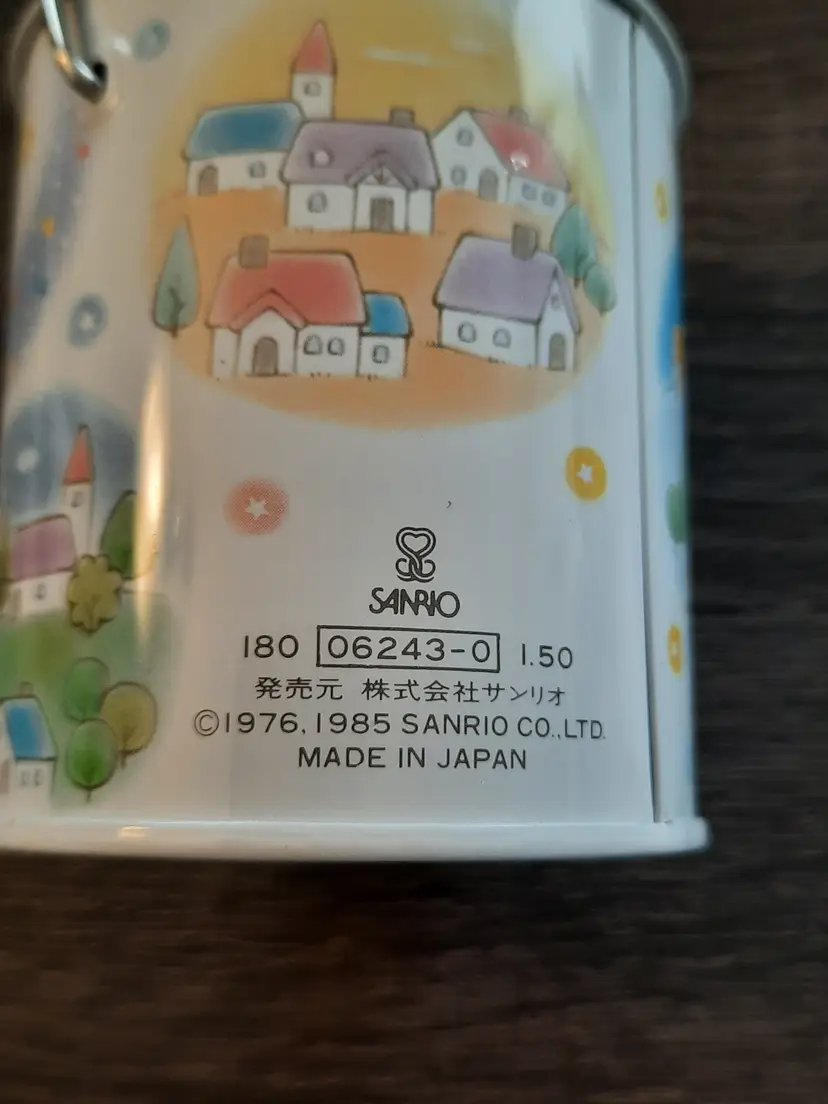 SANRIO
180 06243-0 1.50
発売元 株式会社サンリオ
©1976, 1985 SANRIO CO., LTD.
MADE IN JAPAN